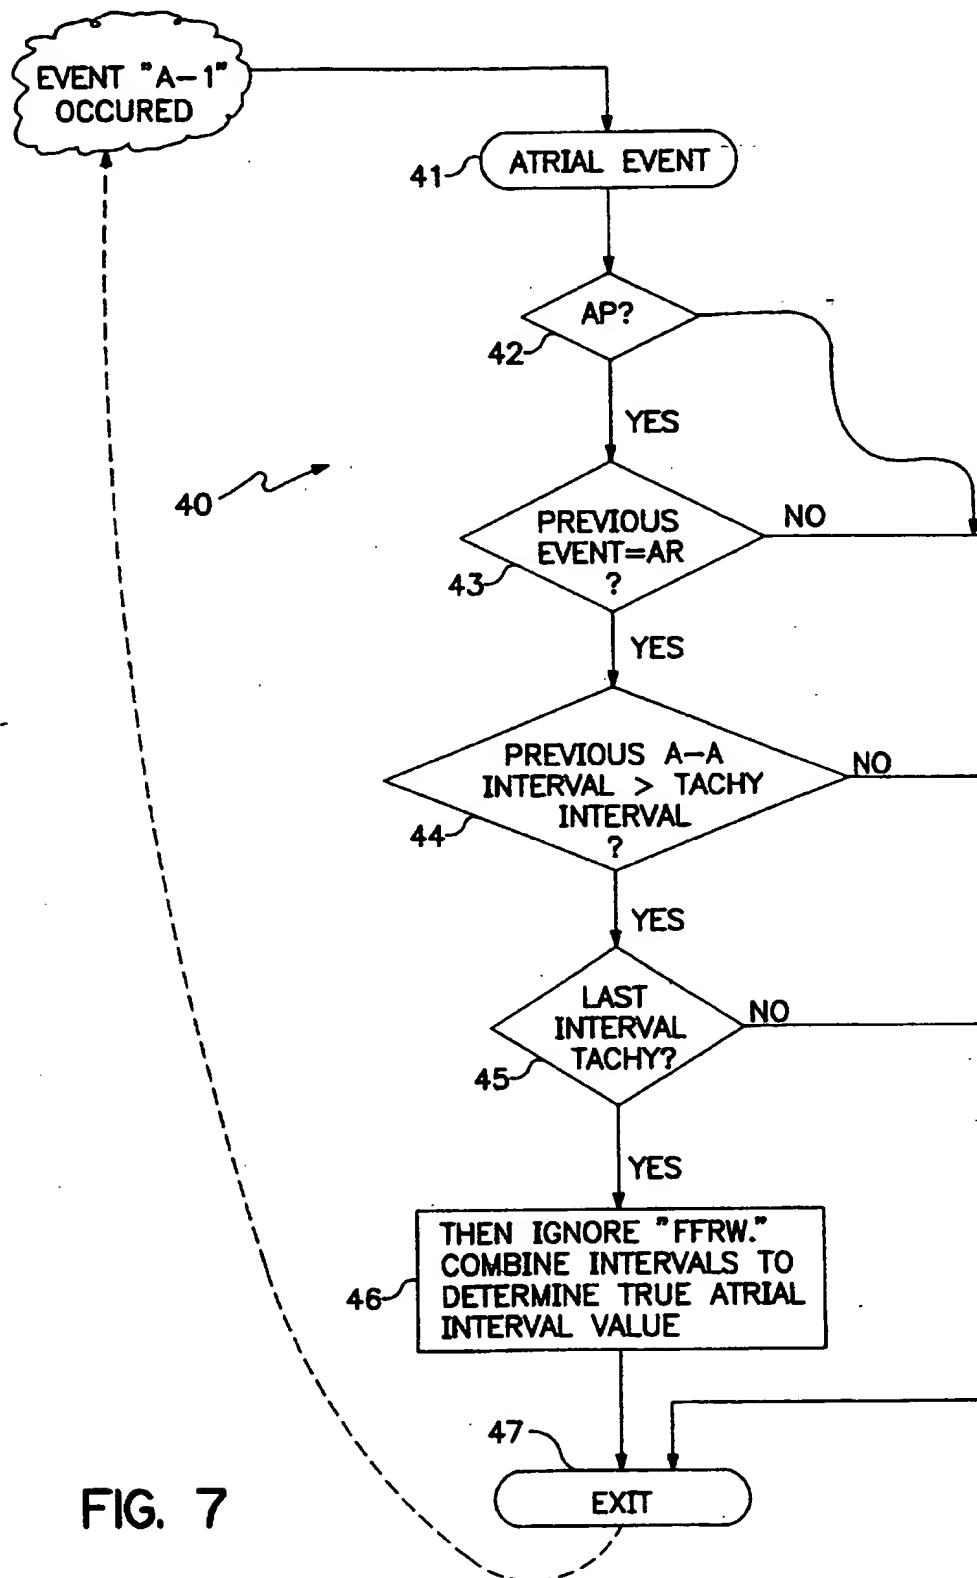 EVENT "A-1"
OCCURED
41
ATRIAL EVENT
AP?
42
YES
40
PREVIOUS
EVENT=AR
?
43
NO
YES
PREVIOUS A-A
INTERVAL > TACHY
INTERVAL
?
44
NO
YES
LAST
INTERVAL
TACHY?
45
NO
YES
THEN IGNORE "FFRW."
COMBINE INTERVALS TO
DETERMINE TRUE ATRIAL
INTERVAL VALUE
46
47
EXIT
FIG. 7